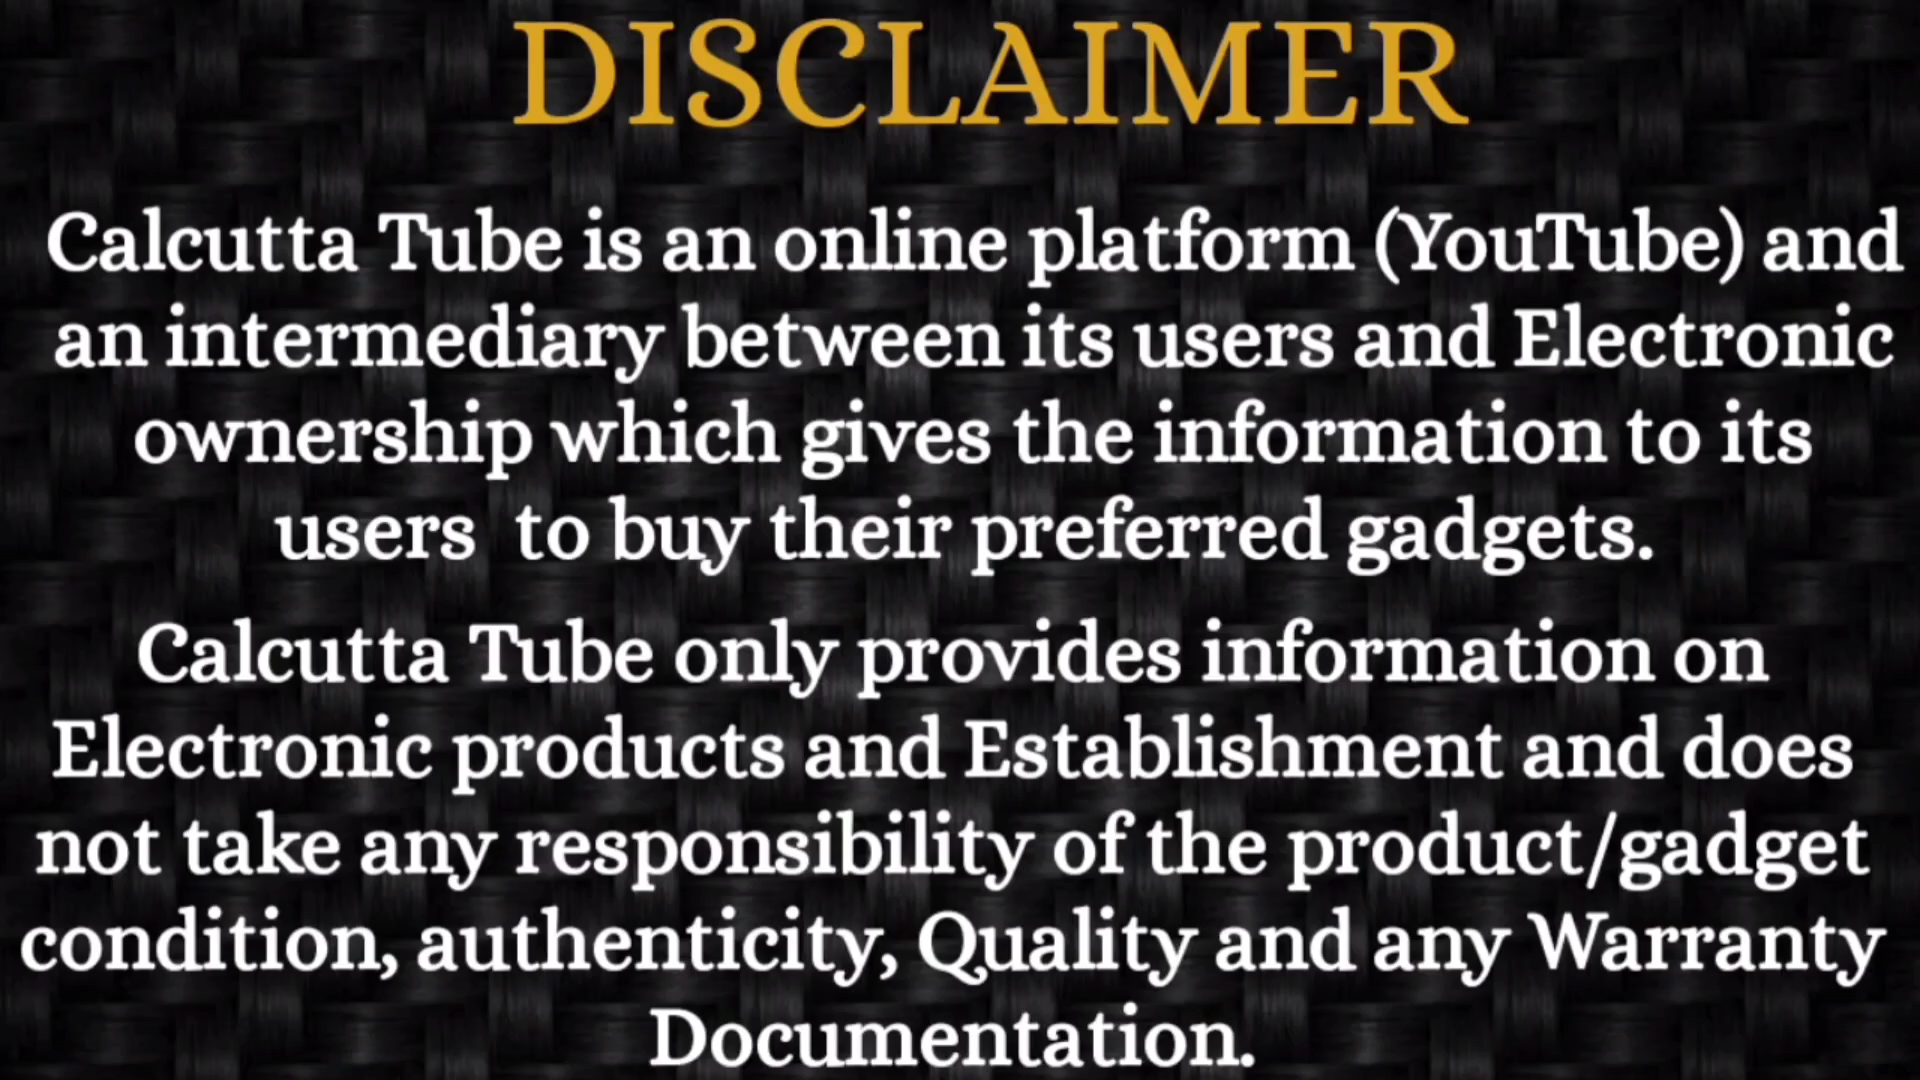 DISCLAIMER
Calcutta Tube is an online platform (YouTube) and
an intermediary between its users and Electronic
ownership which gives the information to its
users to buy their preferred gadgets.
Calcutta Tube only provides information on
Electronic products and Establishment and does
not take any responsibility of the product/gadget
condition, authenticity, Quality and any Warranty
Documentation.